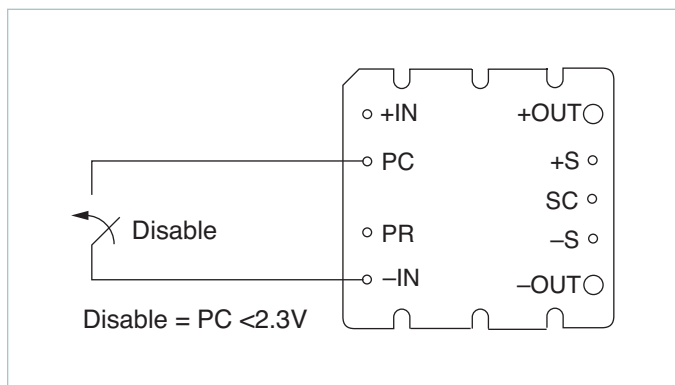 +IN
+OUT
PC
+S
SC
Disable
PR
–S
–IN
–OUT
Disable = PC <2.3V